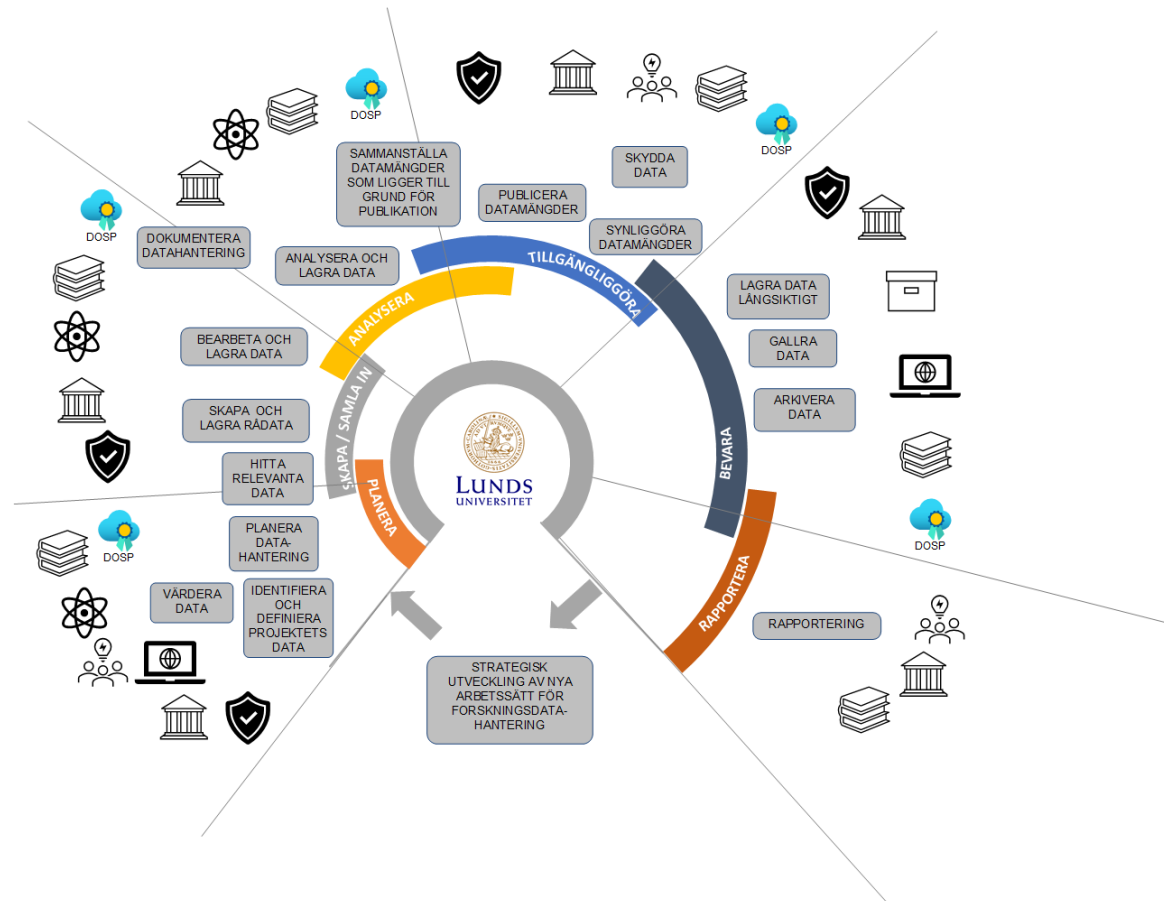 DOSP
SAMMANSTÄLLA
DATAMÄNGDER
SOM LIGGER TILL
GRUND FÖR
PUBLIKATION
SKYDDA
DATA
DOSP
PUBLICERA
DATAMÄNGDER
SYNLIGGÖRA
DATAMÄNGDER
DOSP
DOKUMENTERA
DATAHANTERING
ANALYSERA OCH
LAGRA DATA
TILLGÄNGLIGGÖRA
ANALYSERA
LAGRA DATA
LÅNGSIKTIGT
BEARBETA OCH
LAGRA DATA
GALLRA
DATA
SKAPA / SAMLA IN
SKAPA OCH
LAGRA RÅDATA
ARKIVERA
DATA
BEVARA
HITTA
RELEVANTA
DATA
LUNDS
UNIVERSITET
PLANERA
PLANERA
DATA-
HANTERING
DOSP
DOSP
VÄRDERA
DATA
IDENTIFIERA
OCH
DEFINIERA
PROJEKTETS
DATA
RAPPORTERA
RAPPORTERING
STRATEGISK
UTVECKLING AV NYA
ARBETSSÄTT FÖR
FORSKNINGSDATA-
HANTERING